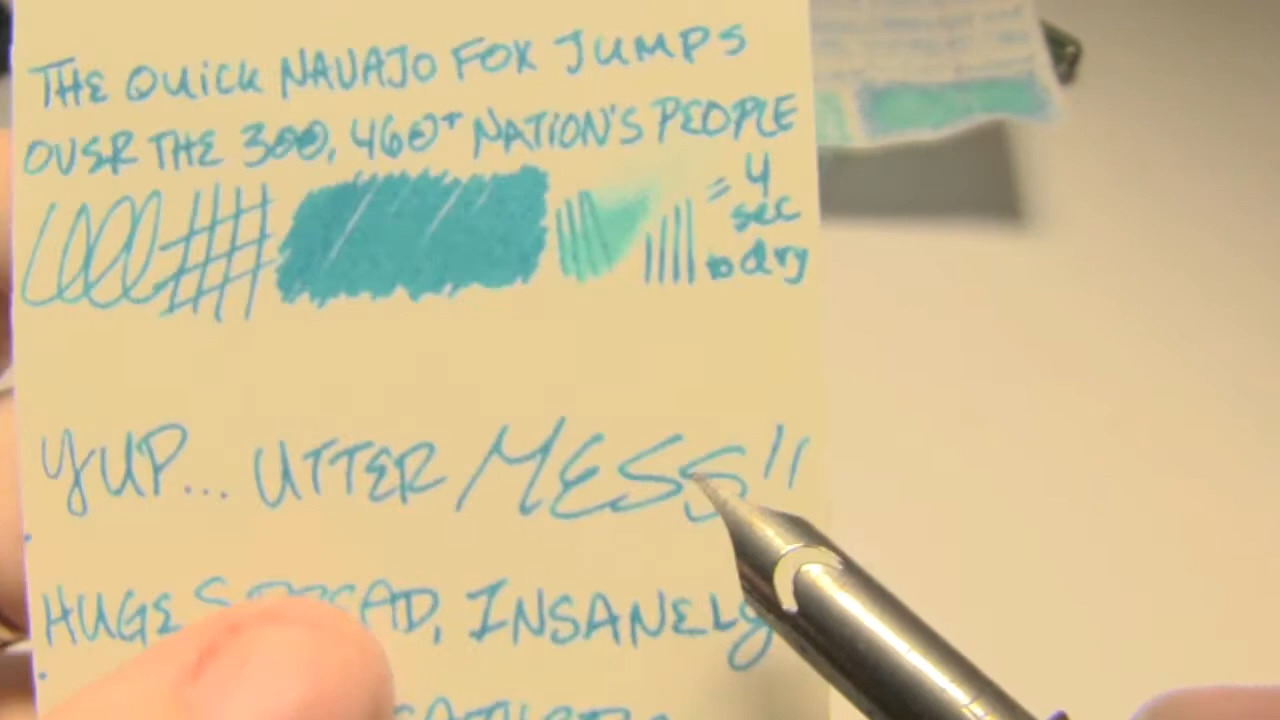 THE QUICK NAVAJO FOX JUMPS
OVER THE 300,460+ NATION'S PEOPLE
= 4
sec
to dry
YUP... UTTER MESS!!
HUGE SPREAD, INSANELY